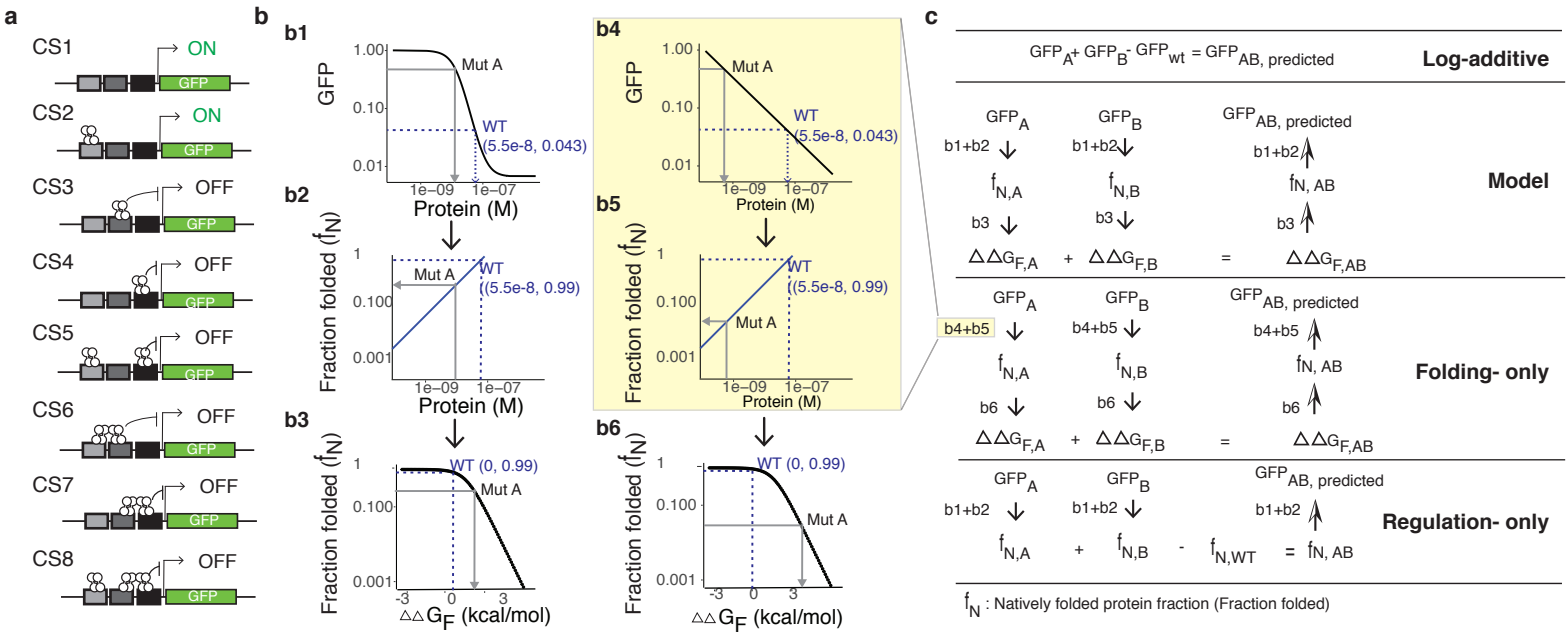 a
CS1
ON
GFP
CS2
ON
GFP
CS3
OFF
GFP
CS4
OFF
GFP
CS5
OFF
GFP
CS6
OFF
GFP
CS7
OFF
GFP
CS8
OFF
GFP
b
b1
GFP
1.00
0.10
0.01
Mut A
WT
(5.5e-8, 0.043)
1e−09 1e−07
Protein (M)
b2
Fraction folded (fN)
1
0.100
0.001
Mut A
WT
((5.5e-8, 0.99)
1e−09 1e−07
Protein (M)
b3
Fraction folded (fN)
1
0.100
0.001
WT (0, 0.99)
Mut A
-3 0 3
△△GF (kcal/mol)
b4
GFP
1.00
0.10
0.01
Mut A
WT
(5.5e-8, 0.043)
1e−09 1e−07
Protein (M)
b5
Fraction folded (fN)
1
0.100
0.001
Mut A
WT
((5.5e-8, 0.99)
1e−09 1e−07
Protein (M)
b6
Fraction folded (fN)
1
0.100
0.001
WT (0, 0.99)
Mut A
-3 0 3
△△GF (kcal/mol)
c
GFPA+ GFPB- GFPwt = GFPAB, predicted
Log-additive
GFPA GFPB GFPAB, predicted
b1+b2 b1+b2 b1+b2
fN,A fN,B fN, AB
Model
b3 b3 b3
△△GF,A + △△GF,B = △△GF,AB
GFPA GFPB GFPAB, predicted
b4+b5 b4+b5 b4+b5
fN,A fN,B fN, AB
Folding- only
b6 b6 b6
△△GF,A + △△GF,B = △△GF,AB
GFPA GFPB GFPAB, predicted
b1+b2 b1+b2 b1+b2
Regulation- only
fN,A + fN,B - fN,WT = fN, AB
fN : Natively folded protein fraction (Fraction folded)